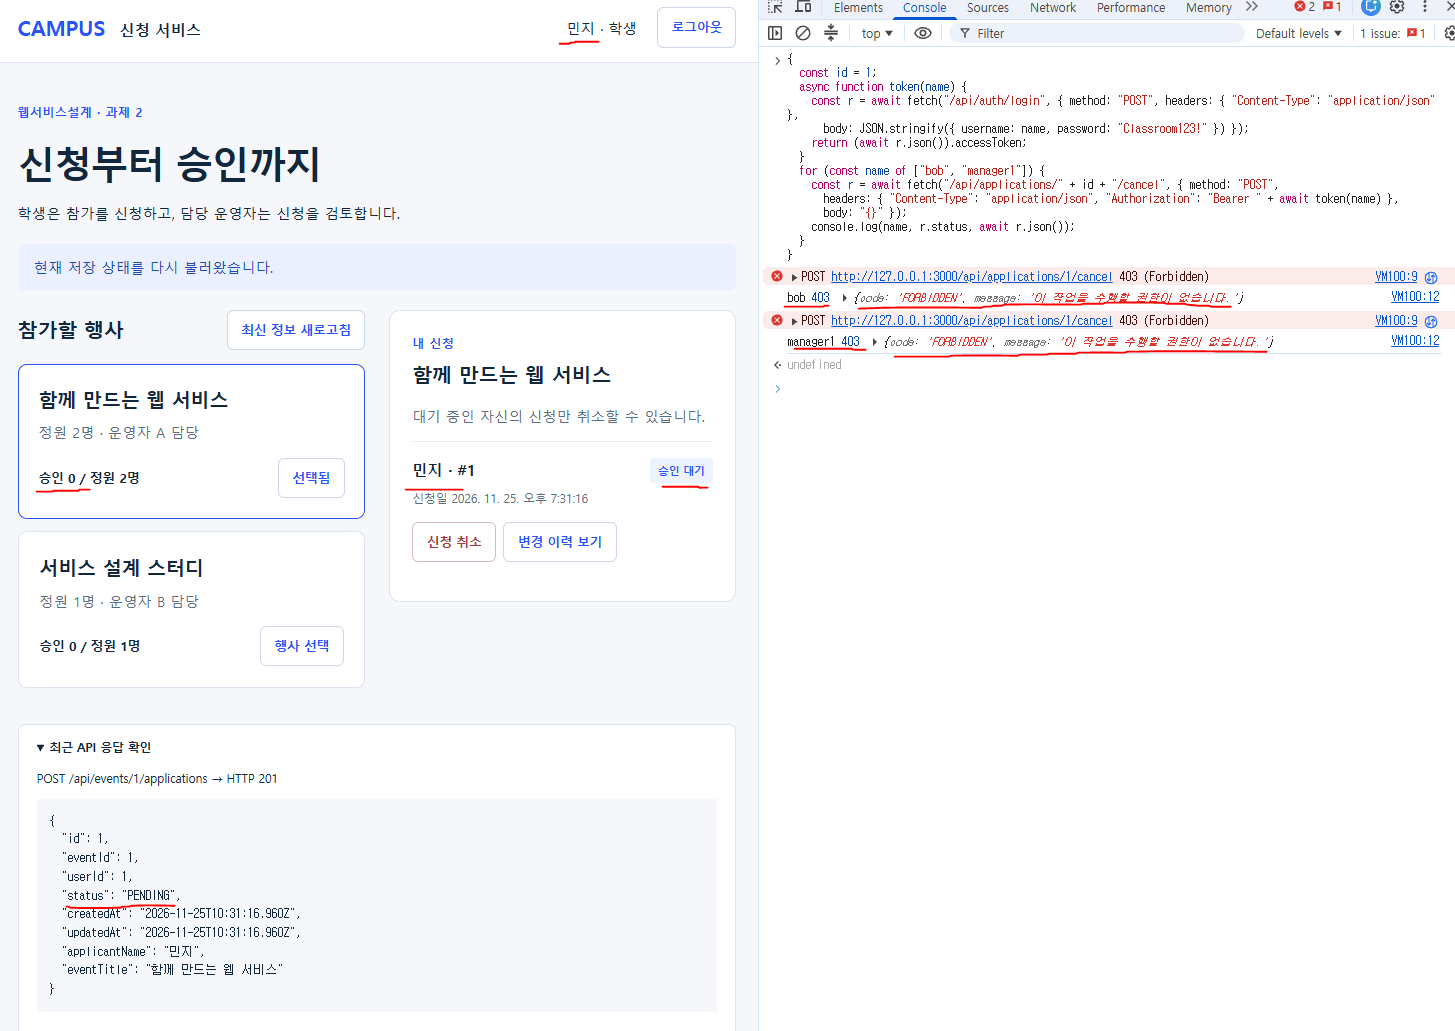 CAMPUS 신청 서비스
민지 · 학생
로그아웃
웹서비스설계 · 과제 2
신청부터 승인까지
학생은 참가를 신청하고, 담당 운영자는 신청을 검토합니다.
현재 저장 상태를 다시 불러왔습니다.
참가할 행사
최신 정보 새로고침
함께 만드는 웹 서비스
정원 2명 · 운영자 A 담당
승인 0 / 정원 2명
선택됨
서비스 설계 스터디
정원 1명 · 운영자 B 담당
승인 0 / 정원 1명
행사 선택
내 신청
함께 만드는 웹 서비스
대기 중인 자신의 신청만 취소할 수 있습니다.
민지 · #1
승인 대기
신청일 2026. 11. 25. 오후 7:31:16
신청 취소
변경 이력 보기
▼ 최근 API 응답 확인
POST /api/events/1/applications → HTTP 201
{
"id": 1,
"eventId": 1,
"userId": 1,
"status": "PENDING",
"createdAt": "2026-11-25T10:31:16.960Z",
"updatedAt": "2026-11-25T10:31:16.960Z",
"applicantName": "민지",
"eventTitle": "함께 만드는 웹 서비스"
}
Elements Console Sources Network Performance Memory 2 1
top Filter Default levels 1 issue: 1
{
const id = 1;
async function token(name) {
const r = await fetch("/api/auth/login", { method: "POST", headers: { "Content-Type": "application/json"
},
body: JSON.stringify({ username: name, password: "Classroom123!" }) });
return (await r.json()).accessToken;
}
for (const name of ["bob", "manager1"]) {
const r = await fetch("/api/applications/" + id + "/cancel", { method: "POST",
headers: { "Content-Type": "application/json", "Authorization": "Bearer " + await token(name) },
body: "{}" });
console.log(name, r.status, await r.json());
}
}
POST http://127.0.0.1:3000/api/applications/1/cancel 403 (Forbidden) VM100:9
bob 403 {code: 'FORBIDDEN', message: '이 작업을 수행할 권한이 없습니다.'} VM100:12
POST http://127.0.0.1:3000/api/applications/1/cancel 403 (Forbidden) VM100:9
manager1 403 {code: 'FORBIDDEN', message: '이 작업을 수행할 권한이 없습니다.'} VM100:12
undefined